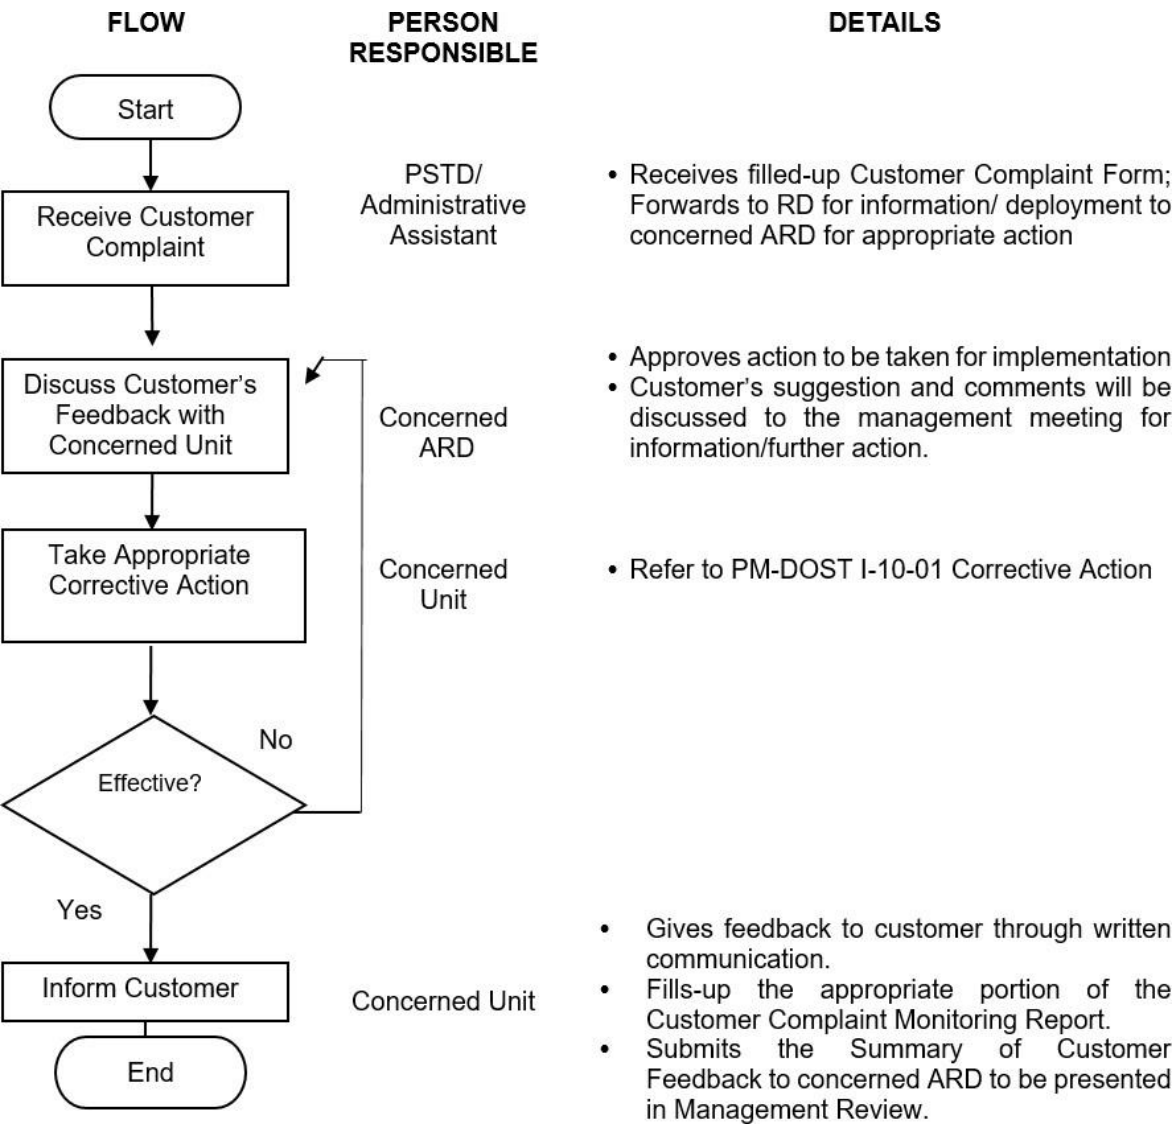 FLOW
PERSON
RESPONSIBLE
DETAILS
Start
Receive Customer
Complaint
PSTD/
Administrative
Assistant
• Receives filled-up Customer Complaint Form;
Forwards to RD for information/ deployment to
concerned ARD for appropriate action
Discuss Customer's
Feedback with
Concerned Unit
Concerned
ARD
• Approves action to be taken for implementation
• Customer's suggestion and comments will be
discussed to the management meeting for
information/further action.
Take Appropriate
Corrective Action
Concerned
Unit
• Refer to PM-DOST I-10-01 Corrective Action
Effective?
No
Yes
Inform Customer
Concerned Unit
• Gives feedback to customer through written
communication.
• Fills-up the appropriate portion of the
Customer Complaint Monitoring Report.
• Submits the Summary of Customer
Feedback to concerned ARD to be presented
in Management Review.
End